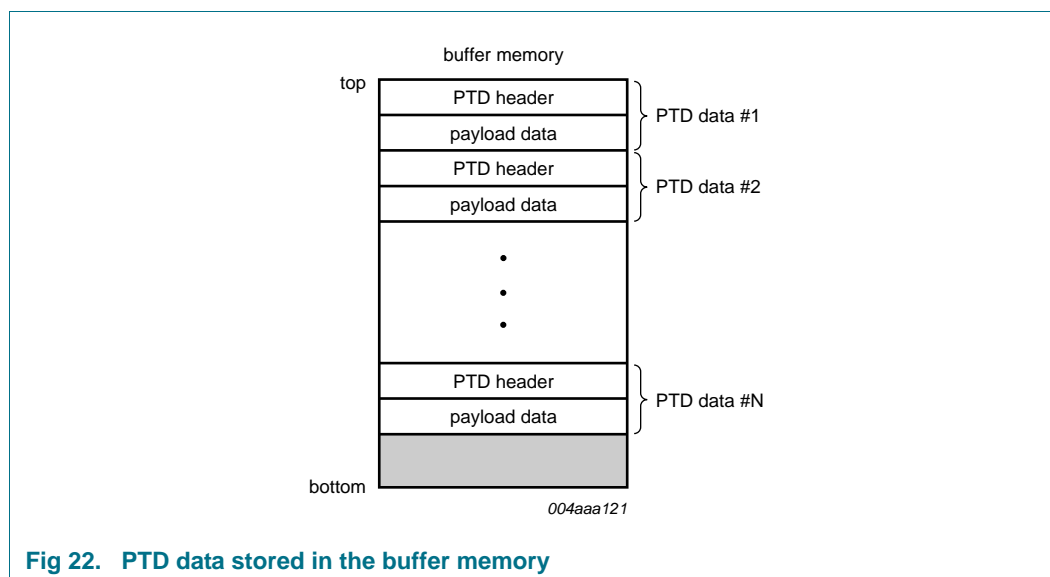 buffer memory
top
PTD header
payload data
PTD data #1
PTD header
payload data
PTD data #2
PTD header
payload data
PTD data #N
bottom
004aaa121
Fig 22. PTD data stored in the buffer memory